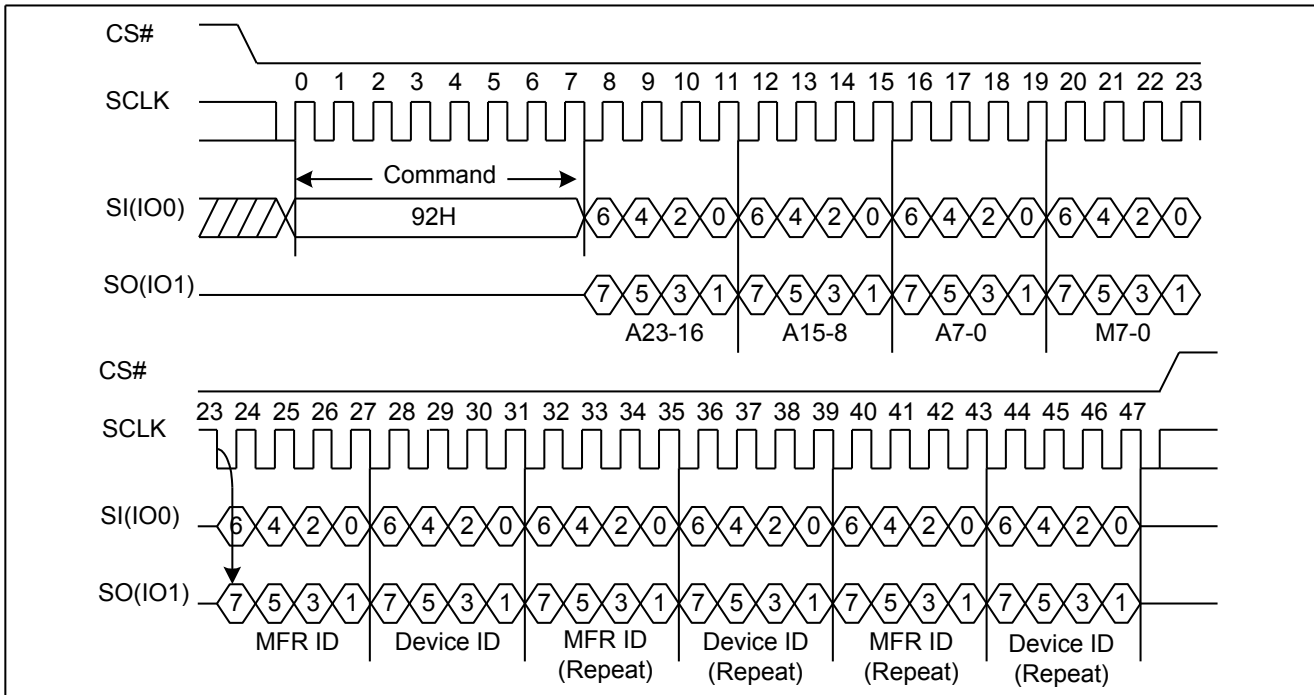 CS#
0 1 2 3 4 5 6 7 8 9 10 11 12 13 14 15 16 17 18 19 20 21 22 23
SCLK
Command
SI(IO0)
92H
6 4 2 0 6 4 2 0 6 4 2 0 6 4 2 0
SO(IO1)
7 5 3 1 7 5 3 1 7 5 3 1 7 5 3 1
A23-16 A15-8 A7-0 M7-0
CS#
23 24 25 26 27 28 29 30 31 32 33 34 35 36 37 38 39 40 41 42 43 44 45 46 47
SCLK
SI(IO0)
6 4 2 0 6 4 2 0 6 4 2 0 6 4 2 0 6 4 2 0 6 4 2 0
SO(IO1)
7 5 3 1 7 5 3 1 7 5 3 1 7 5 3 1 7 5 3 1 7 5 3 1
MFR ID Device ID MFR ID Device ID MFR ID Device ID
(Repeat) (Repeat) (Repeat) (Repeat)